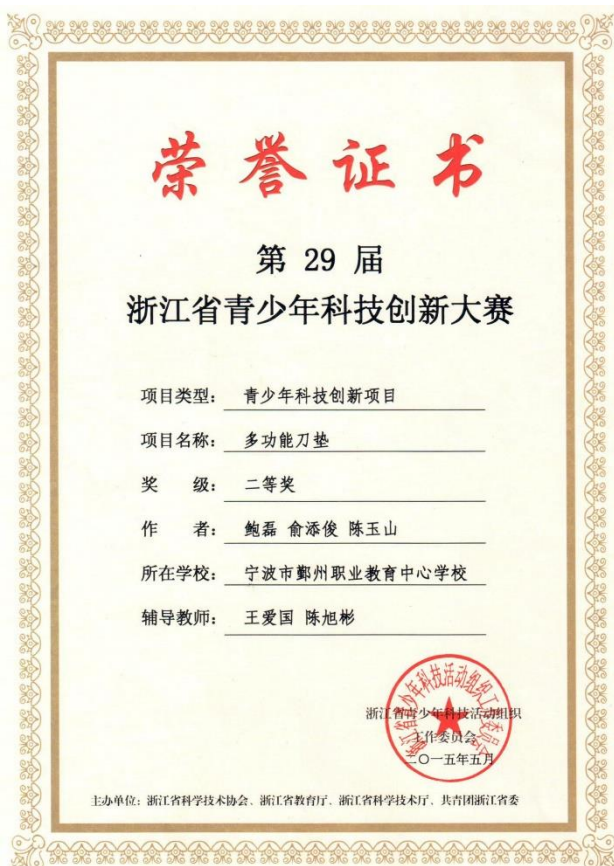 荣誉证书
第 29 届
浙江省青少年科技创新大赛
项目类型: 青少年科技创新项目
项目名称: 多功能刀垫
奖 级: 二等奖
作 者: 鲍磊 俞添俊 陈玉山
所在学校: 宁波市鄞州职业教育中心学校
辅导教师: 王爱国 陈旭彬
浙江省青少年科技活动组织
工作委员会
二〇一五年五月
主办单位: 浙江省科学技术协会、浙江省教育厅、浙江省科学技术厅、共青团浙江省委